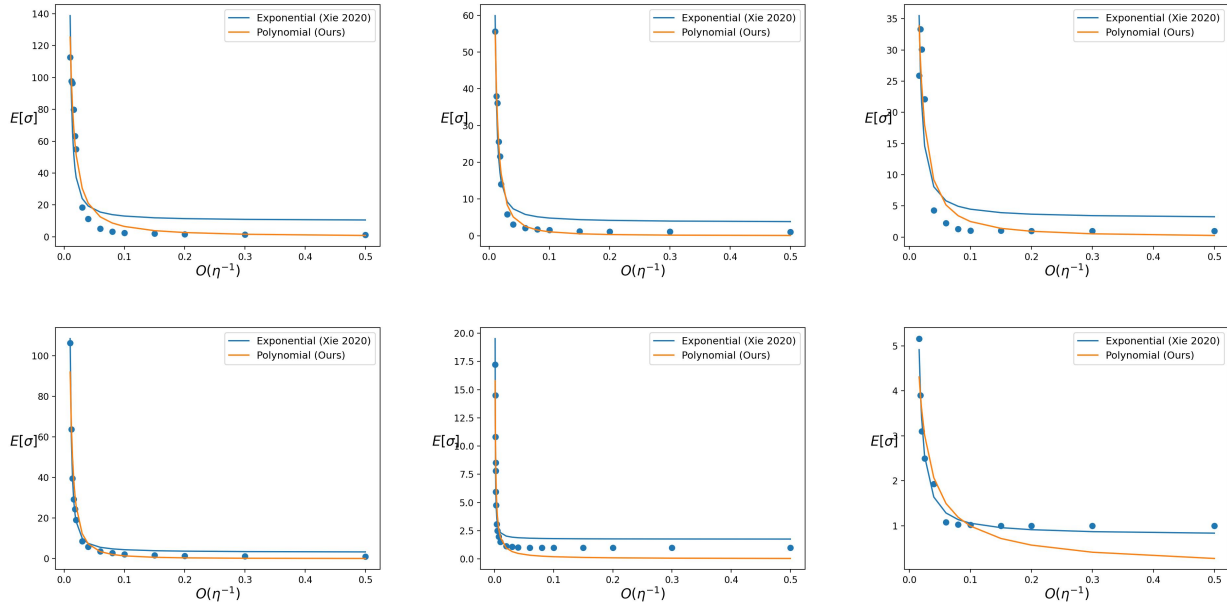 140
120
100
80
60
40
20
0
E[σ]
0.0 0.1 0.2 0.3 0.4 0.5
O(η⁻¹)
Exponential (Xie 2020)
Polynomial (Ours)
60
50
40
30
20
10
0
E[σ]
0.0 0.1 0.2 0.3 0.4 0.5
O(η⁻¹)
Exponential (Xie 2020)
Polynomial (Ours)
35
30
25
20
15
10
5
0
E[σ]
0.0 0.1 0.2 0.3 0.4 0.5
O(η⁻¹)
Exponential (Xie 2020)
Polynomial (Ours)
100
80
60
40
20
0
E[σ]
0.0 0.1 0.2 0.3 0.4 0.5
O(η⁻¹)
Exponential (Xie 2020)
Polynomial (Ours)
20.0
17.5
15.0
12.5
10.0
7.5
5.0
2.5
0.0
E[σ]
0.0 0.1 0.2 0.3 0.4 0.5
O(η⁻¹)
Exponential (Xie 2020)
Polynomial (Ours)
5
4
3
2
1
E[σ]
0.0 0.1 0.2 0.3 0.4 0.5
O(η⁻¹)
Exponential (Xie 2020)
Polynomial (Ours)